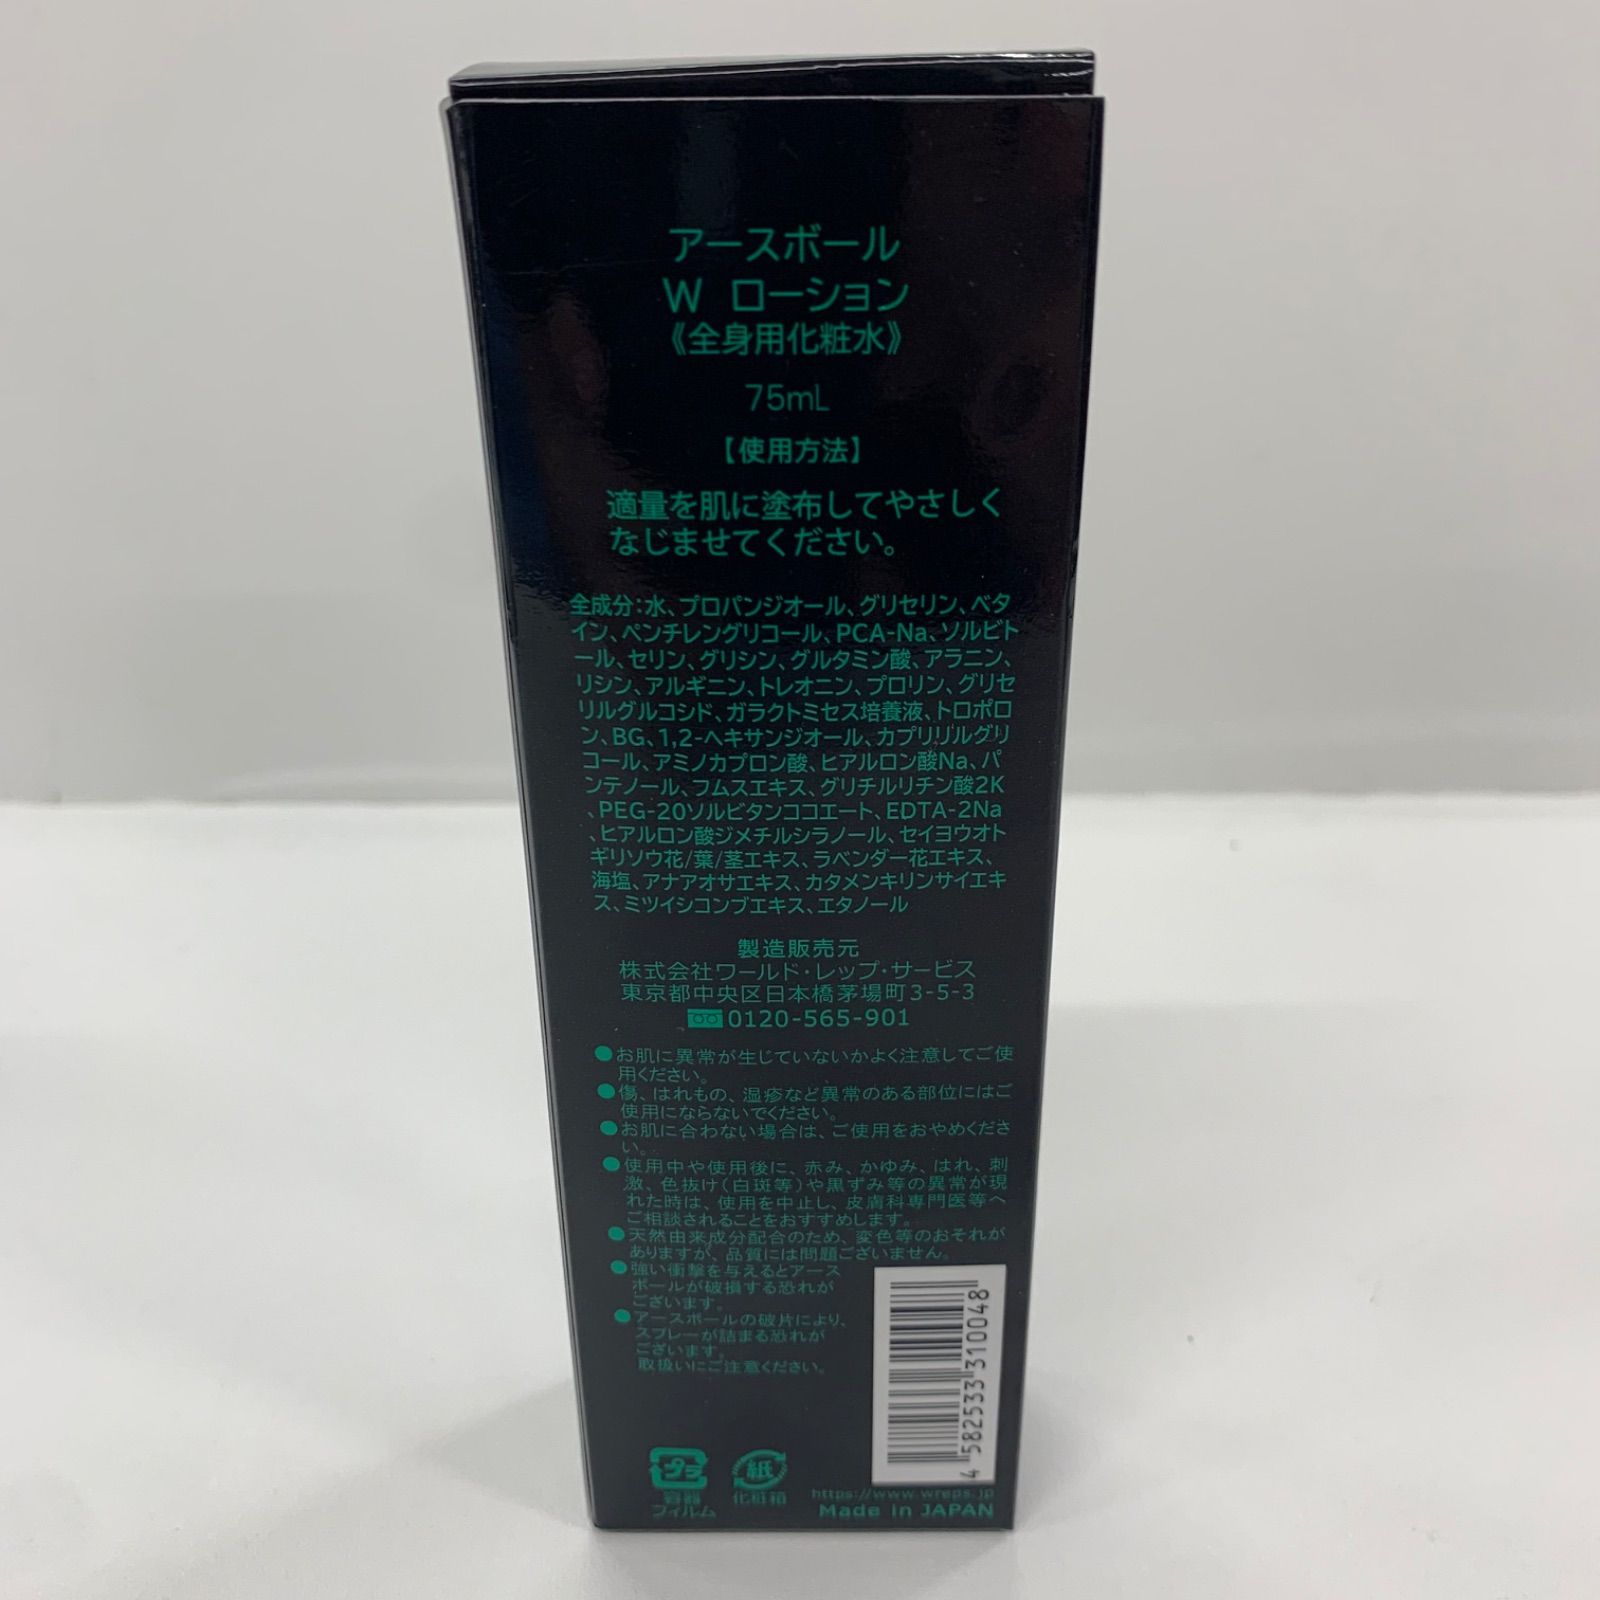 アースボール
W ローション
《全身用化粧水》
75mL
【使用方法】
適量を肌に塗布してやさしく
なじませてください。
全成分：水、プロパンジオール、グリセリン、ベタ
イン、ペンチレングリコール、PCA-Na、ソルビト
ール、セリン、グリシン、グルタミン酸、アラニン、
リシン、アルギニン、トレオニン、プロリン、グリセ
リルグルコシド、ガラクトミセス培養液、トロポロ
ン、BG、1,2-ヘキサンジオール、カプリリルグリ
コール、アミノカプロン酸、ヒアルロン酸Na、パ
ンテノール、フムスエキス、グリチルリチン酸2K
、PEG-20ソルビタンココエート、EDTA-2Na
、ヒアルロン酸ジメチルシラノール、セイヨウオト
ギリソウ花/葉/茎エキス、ラベンダー花エキス、
海塩、アナアオサエキス、カタメンキリンサイエキ
ス、ミツイシコンブエキス、エタノール
製造販売元
株式会社ワールド・レップ・サービス
東京都中央区日本橋茅場町3-5-3
0120-565-901
●お肌に異常が生じていないかよく注意してご使
用ください。
●傷、はれもの、湿疹など異常のある部位にはご
使用にならないでください。
●お肌に合わない場合は、ご使用をおやめくださ
い。
●使用中や使用後に、赤み、かゆみ、はれ、刺
激、色抜け(白斑等)や黒ずみ等の異常が現
れた時は、使用を中止し、皮膚科専門医等へ
ご相談されることをおすすめします。
●天然由来成分配合のため、変色等のおそれが
ありますが、品質には問題ございません。
●強い衝撃を与えるとアース
ボールが破損する恐れが
ございます。
●アースボールの破片により、
スプレーが詰まる恐れが
ございます。
取扱いにご注意ください。
4 582533 310048
プラ
容器
フィルム
紙
化粧箱
https://www.wreps.jp
Made in JAPAN